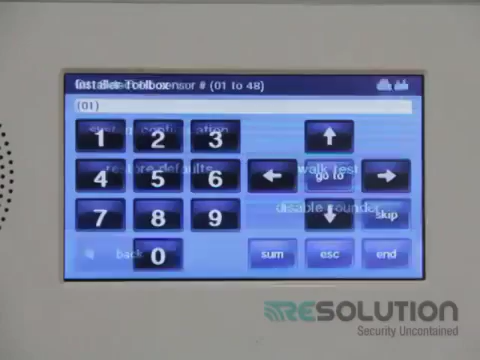 Installer Toolbox
sensor # (01 to 48)
(01)
1 2 3
system configuration
4 5 6
restore defaults
walk test
go to
7 8 9
disable sounder
skip
back
0
sum esc end
RESOLUTION
Security Uncontained